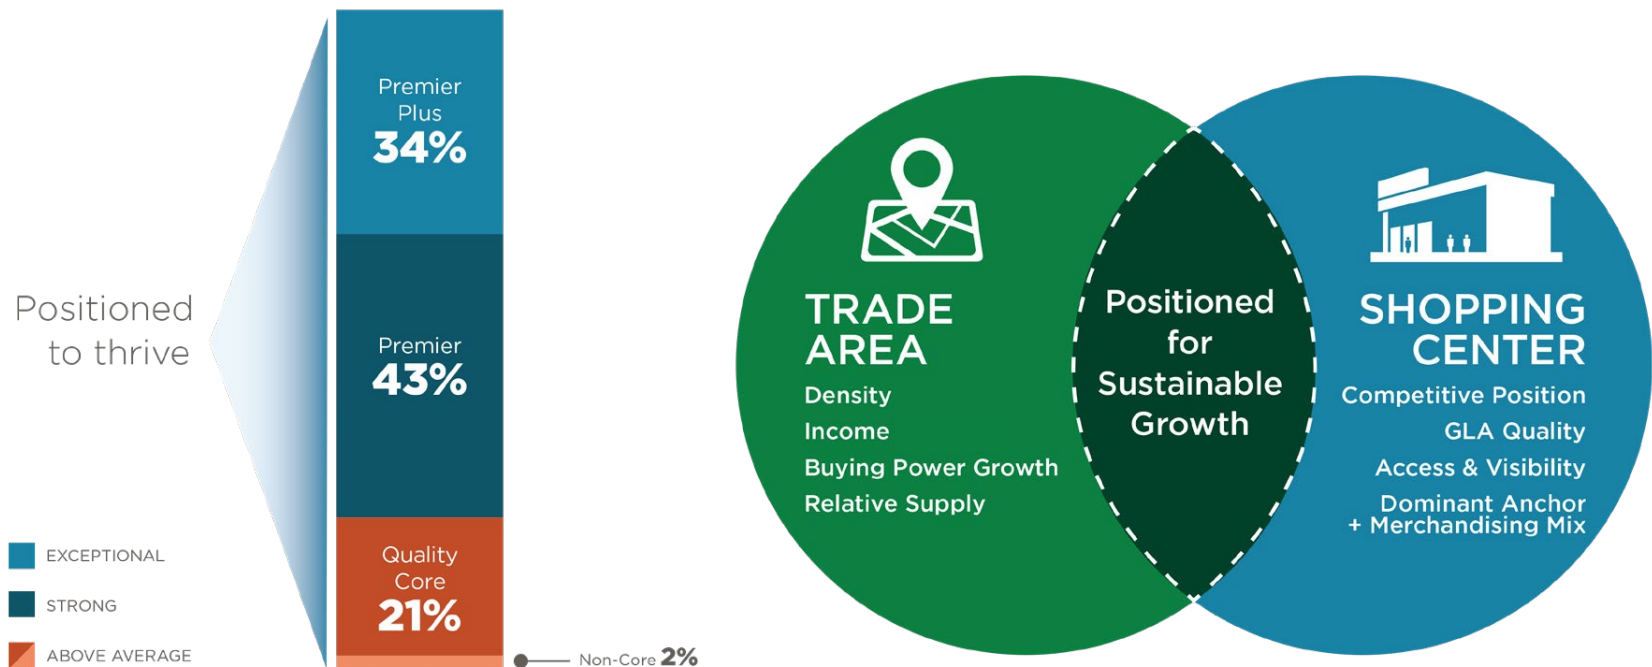 Positioned
to thrive
Premier
Plus
34%
Premier
43%
Quality
Core
21%
Non-Core 2%
EXCEPTIONAL
STRONG
ABOVE AVERAGE
TRADE
AREA
Density
Income
Buying Power Growth
Relative Supply
Positioned
for
Sustainable
Growth
SHOPPING
CENTER
Competitive Position
GLA Quality
Access & Visibility
Dominant Anchor
+ Merchandising Mix